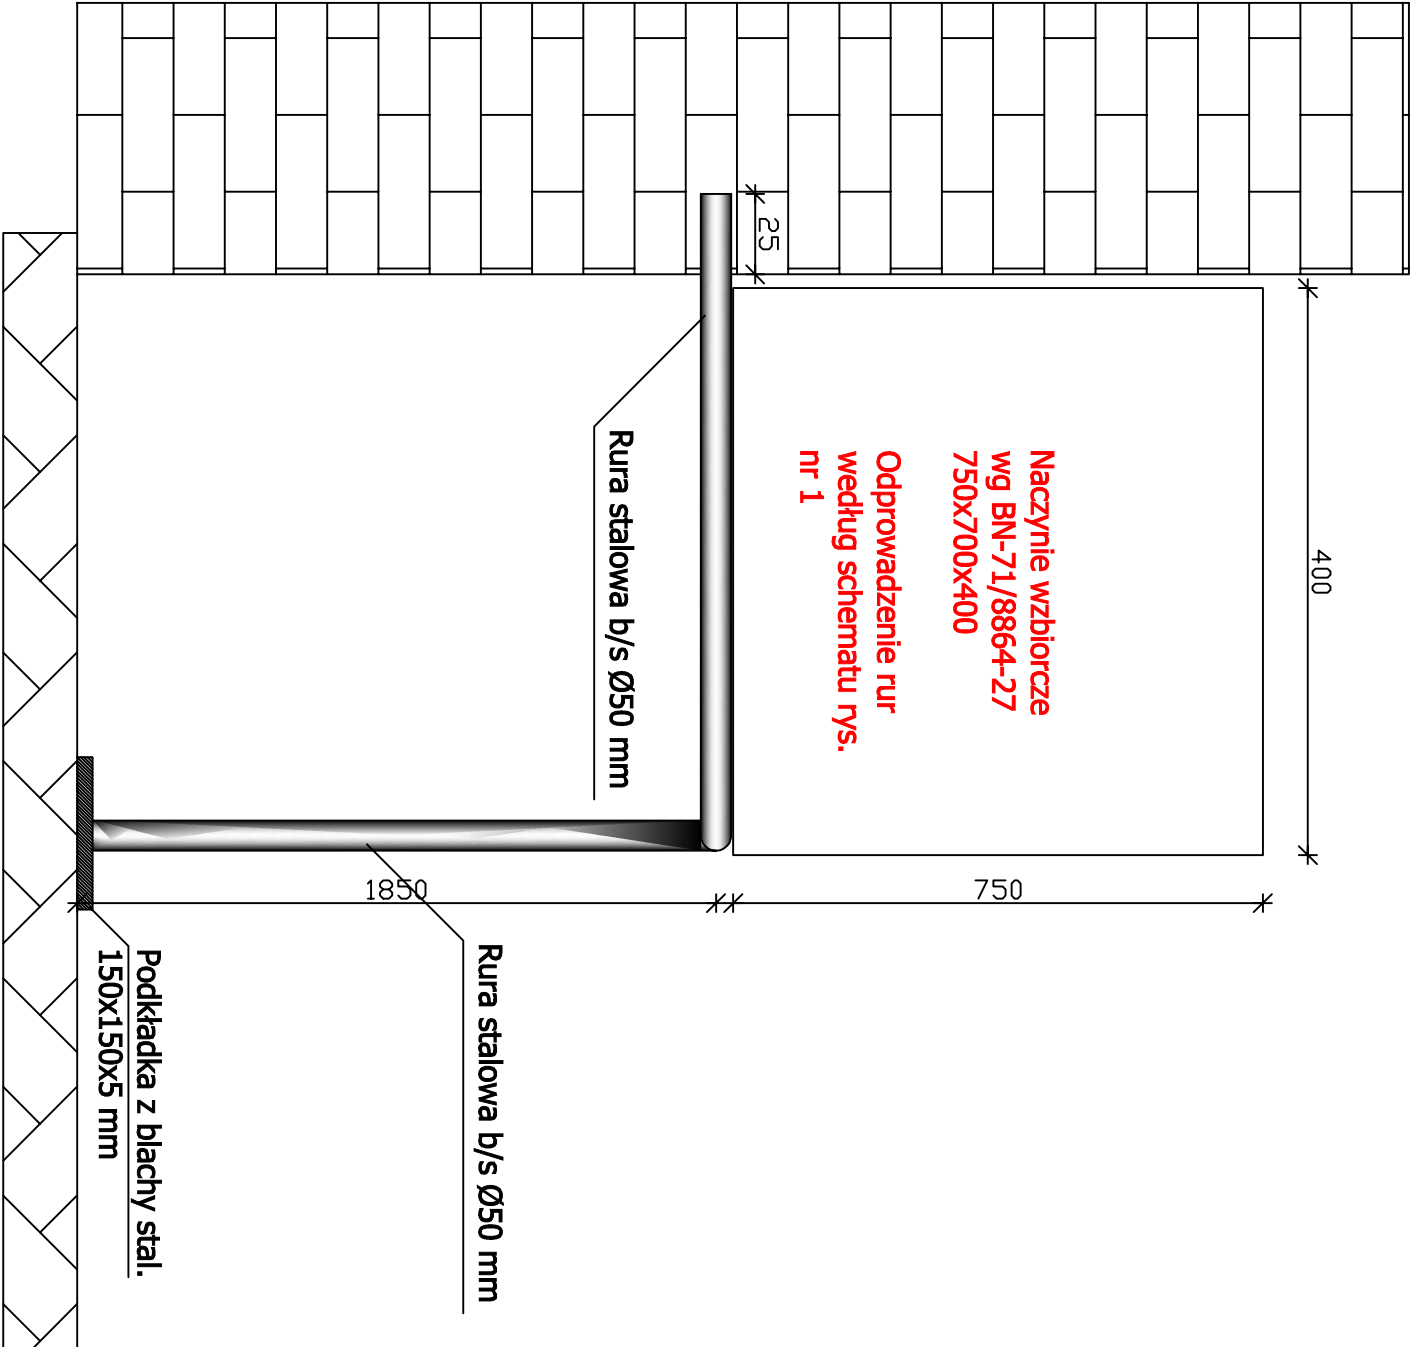 400
Naczynie wzbiorcze
wg BN-71/8864-27
750x700x400
Odprowadzenie rur
według schematu rys.
nr 1
25
750
Rura stalowa b/s Ø50 mm
1850
Rura stalowa b/s Ø50 mm
Podkładka z blachy stal.
150x150x5 mm